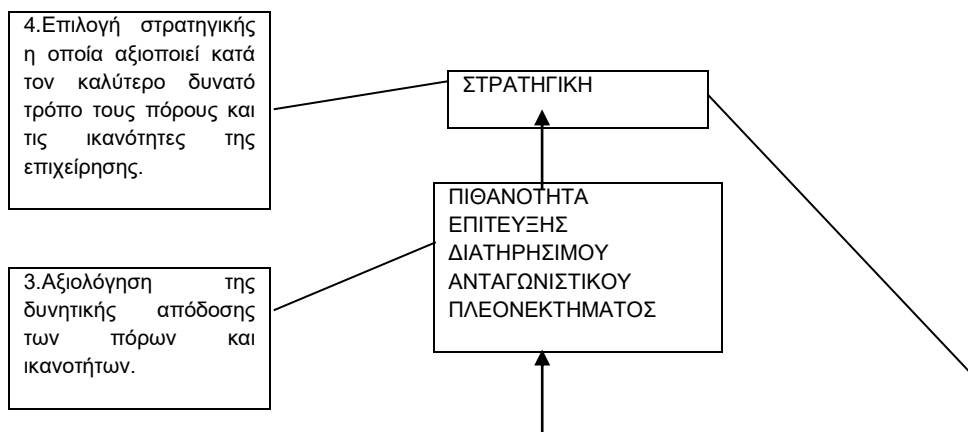 4.Επιλογή στρατηγικής
η οποία αξιοποιεί κατά
τον καλύτερο δυνατό
τρόπο τους πόρους και
τις ικανότητες της
επιχείρησης.
ΣΤΡΑΤΗΓΙΚΗ
ΠΙΘΑΝΟΤΗΤΑ
ΕΠΙΤΕΥΞΗΣ
ΔΙΑΤΗΡΗΣΙΜΟΥ
ΑΝΤΑΓΩΝΙΣΤΙΚΟΥ
ΠΛΕΟΝΕΚΤΗΜΑΤΟΣ
3.Αξιολόγηση της
δυνητικής απόδοσης
των πόρων και
ικανοτήτων.